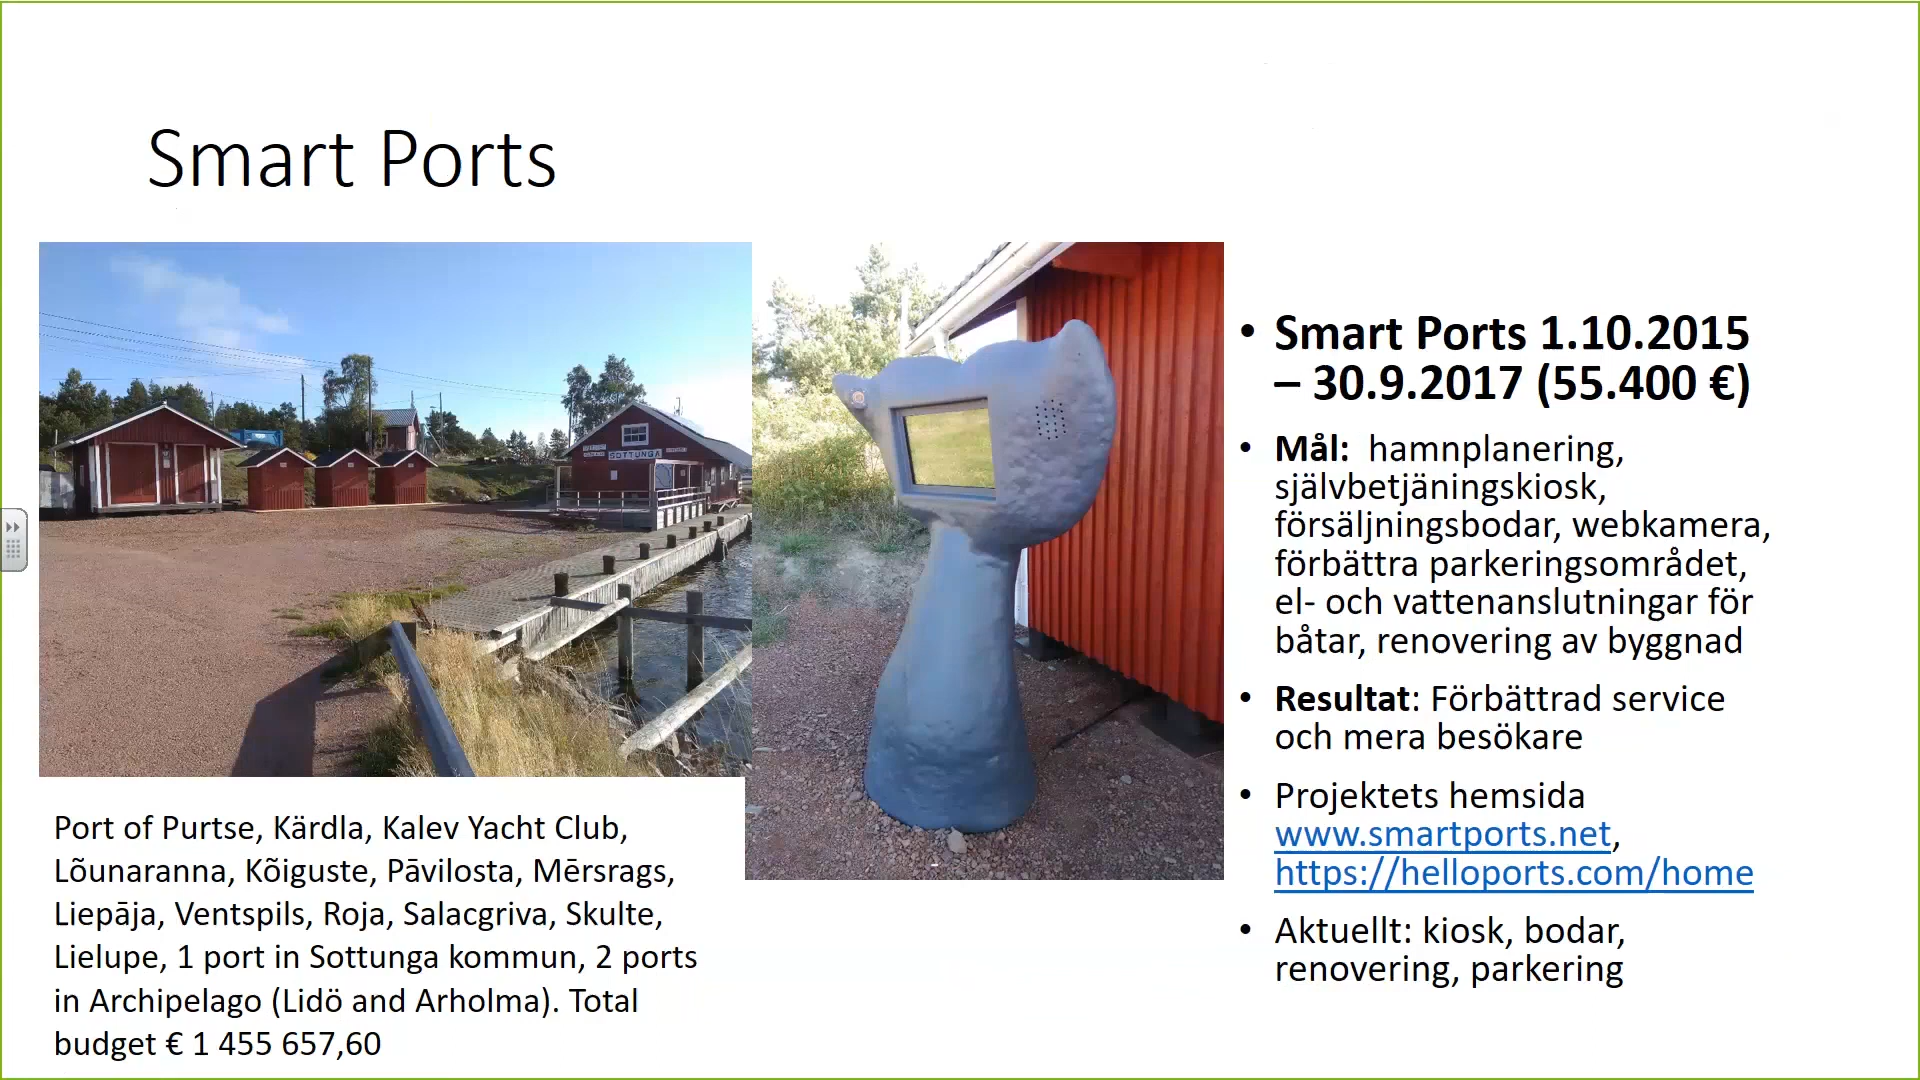 Smart Ports
SOTTUNGA
Port of Purtse, Kärdla, Kalev Yacht Club,
Lõunaranna, Kõiguste, Pāvilosta, Mērsrags,
Liepāja, Ventspils, Roja, Salacgriva, Skulte,
Lielupe, 1 port in Sottunga kommun, 2 ports
in Archipelago (Lidö and Arholma). Total
budget € 1 455 657,60
• Smart Ports 1.10.2015
– 30.9.2017 (55.400 €)
• Mål:  hamnplanering,
självbetjäningskiosk,
försäljningsbodar, webkamera,
förbättra parkeringsområdet,
el- och vattenanslutningar för
båtar, renovering av byggnad
• Resultat: Förbättrad service
och mera besökare
• Projektets hemsida
www.smartports.net,
https://helloports.com/home
• Aktuellt: kiosk, bodar,
renovering, parkering